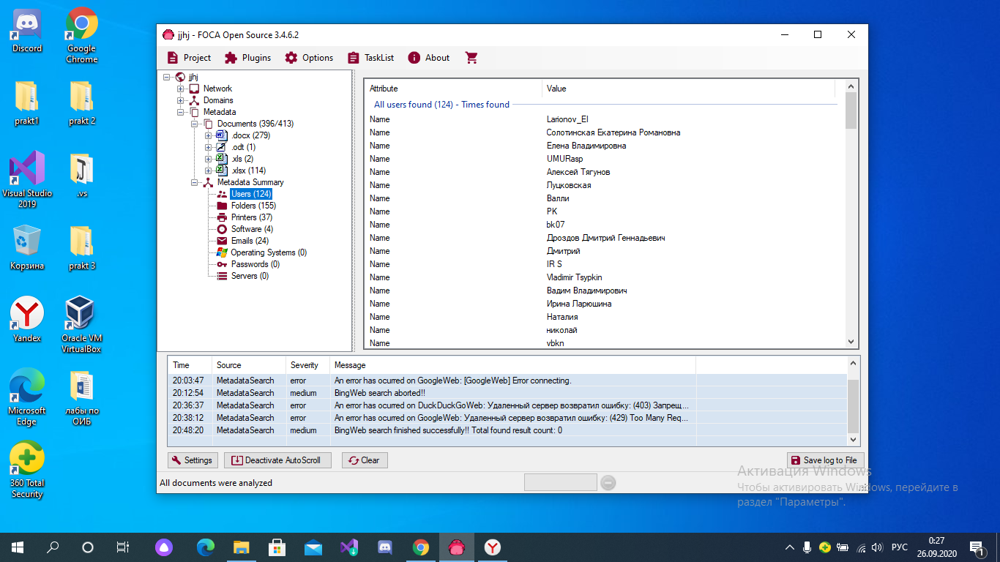 Discord
Google
Chrome
prakt1
prakt 2
Visual Studio
2019
.vs
Корзина
prakt 3
Yandex
Oracle VM
VirtualBox
Microsoft
Edge
лабы по
ОИБ
360 Total
Security
jjhj - FOCA Open Source 3.4.6.2
Project Plugins Options TaskList About
jjhj
Network
Domains
Metadata
Documents (396/413)
.docx (279)
.odt (1)
.xls (2)
.xlsx (114)
Metadata Summary
Users (124)
Folders (155)
Printers (37)
Software (4)
Emails (24)
Operating Systems (0)
Passwords (0)
Servers (0)
Attribute Value
All users found (124) - Times found
Name Larionov_EI
Name Солотинская Екатерина Романовна
Name Елена Владимировна
Name UMURasp
Name Алексей Тягунов
Name Луцковская
Name Валли
Name PK
Name bk07
Name Дроздов Дмитрий Геннадьевич
Name Дмитрий
Name IR S
Name Vladimir Tsypkin
Name Вадим Владимирович
Name Ирина Ларюшина
Name Наталия
Name николай
Name vbkn
Time Source Severity Message
20:03:47 MetadataSearch error An error has ocurred on GoogleWeb: [GoogleWeb] Error connecting.
20:12:54 MetadataSearch medium BingWeb search aborted!!
20:36:37 MetadataSearch error An error has ocurred on DuckDuckGoWeb: Удаленный сервер возвратил ошибку: (403) Запрещ...
20:38:12 MetadataSearch error An error has ocurred on GoogleWeb: Удаленный сервер возвратил ошибку: (429) Too Many Req...
20:48:20 MetadataSearch medium BingWeb search finished successfully!! Total found result count: 0
Settings Deactivate AutoScroll Clear Save log to File
All documents were analyzed
Активация Windows
Чтобы активировать Windows, перейдите в
раздел "Параметры".
РУС
0:27
26.09.2020
1